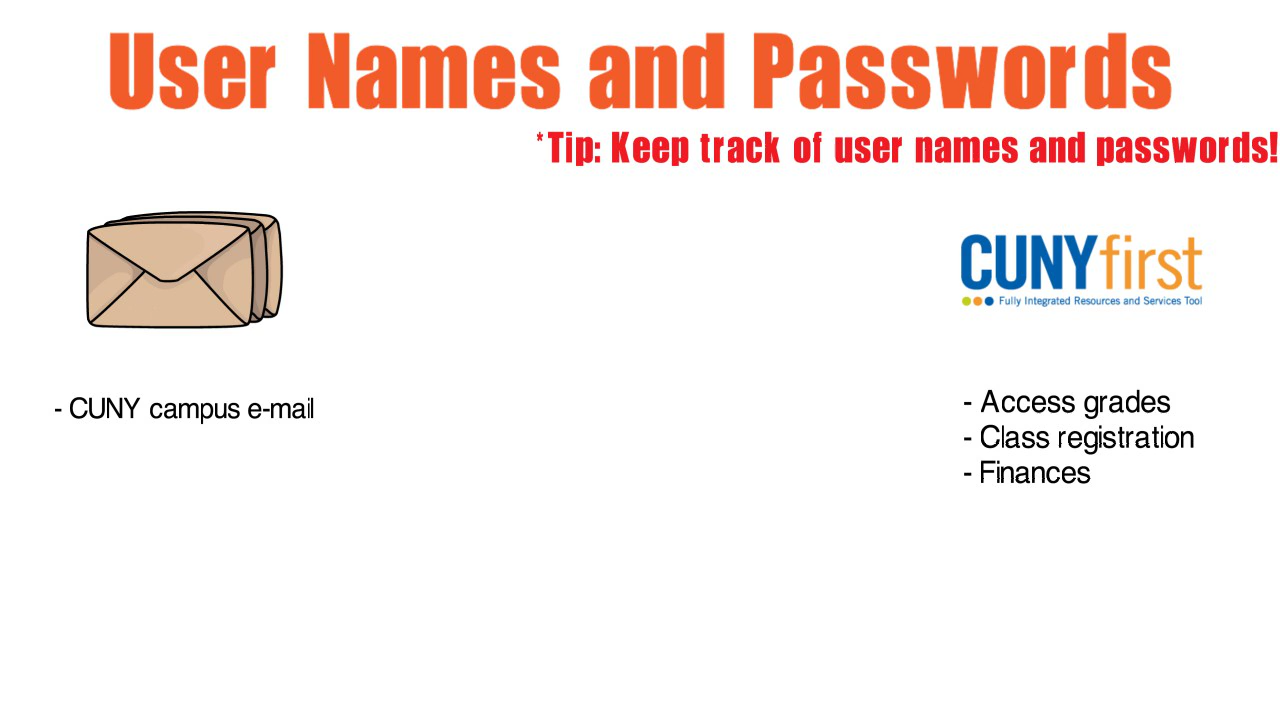 User Names and Passwords
*Tip: Keep track of user names and passwords!
CUNYfirst
Fully Integrated Resources and Services Tool
- CUNY campus e-mail
- Access grades
- Class registration
- Finances